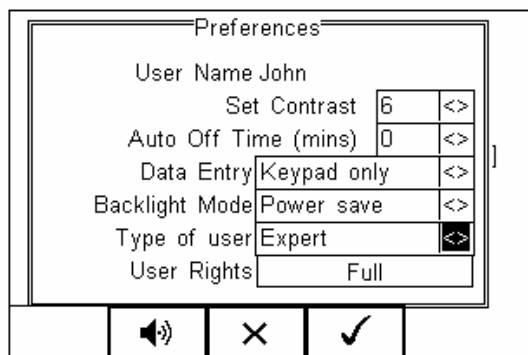 Preferences
User Name John
Set Contrast 6 <>
Auto Off Time (mins) 0 <>
Data Entry Keypad only <>
Backlight Mode Power save <>
Type of user Expert <>
User Rights Full
]